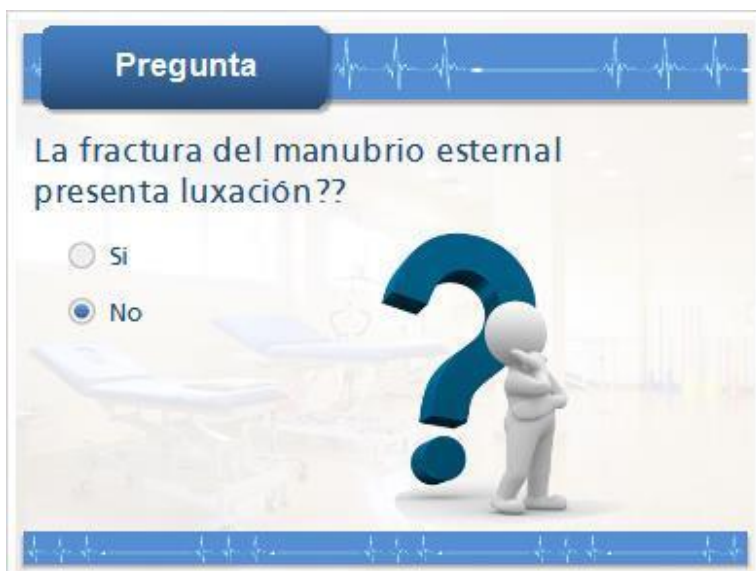 Pregunta
La fractura del manubrio esternal
presenta luxación??
Si
No